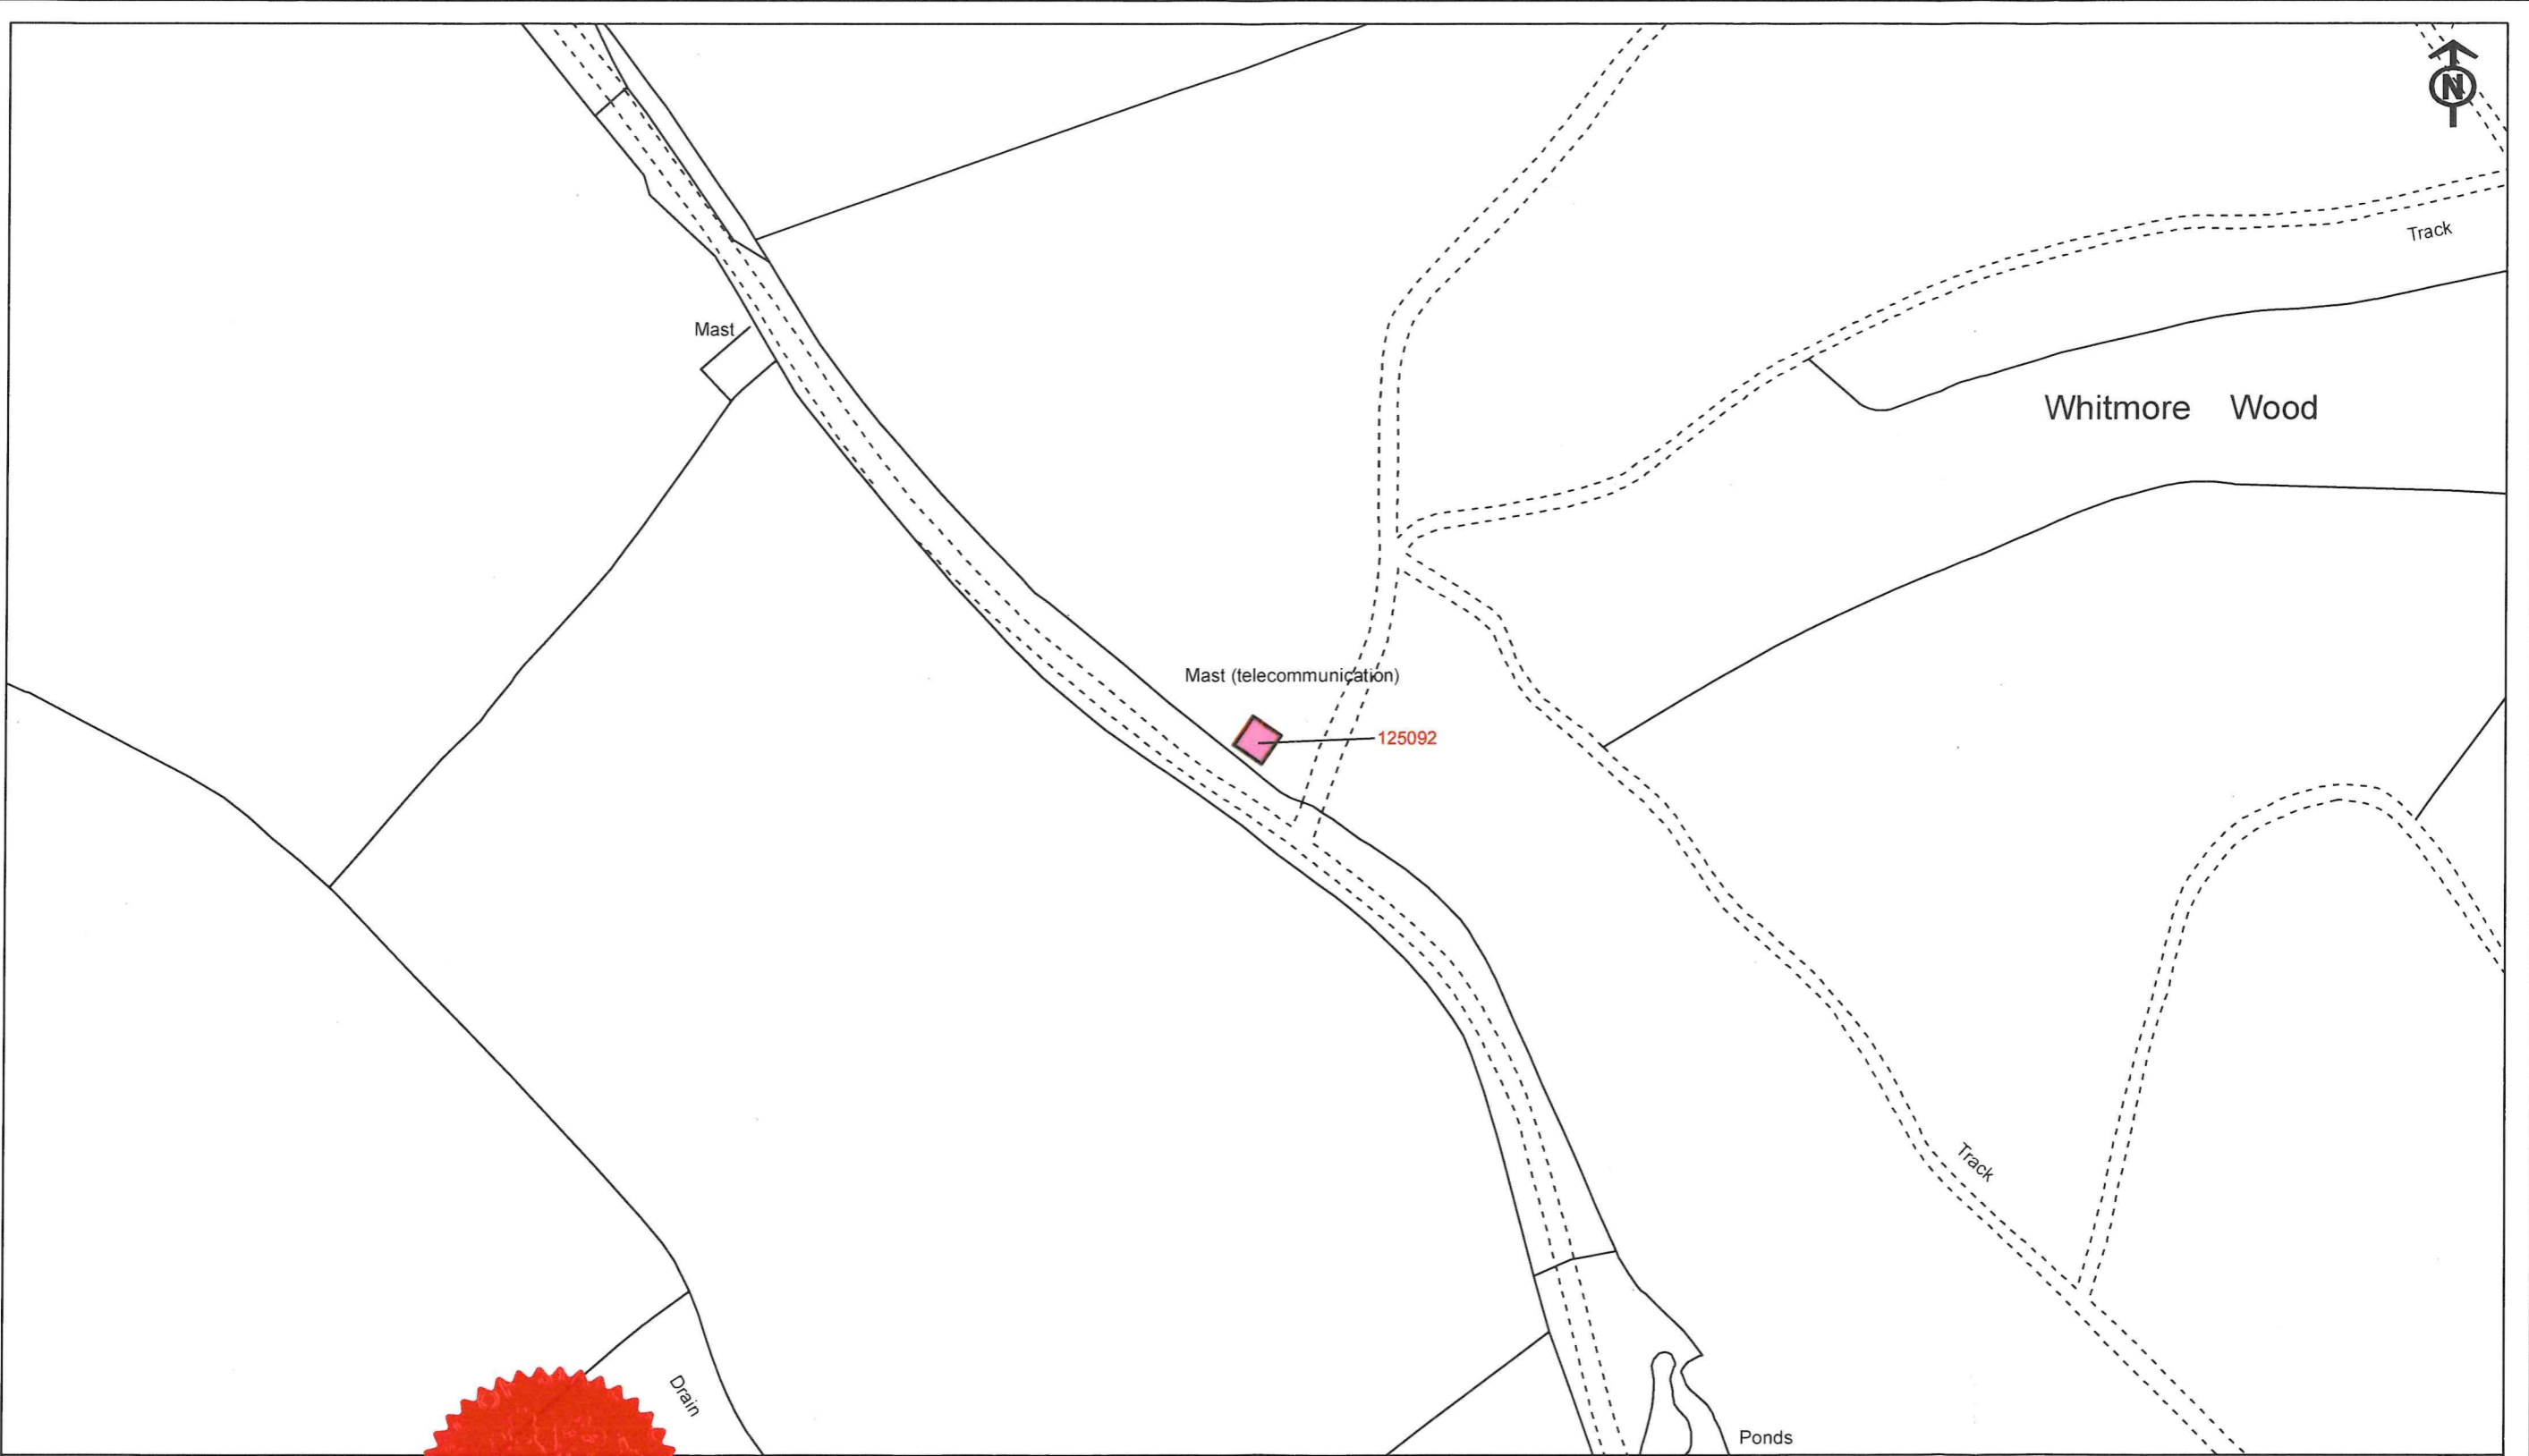 N
Track
Mast
Whitmore Wood
Mast (telecommunication)
125092
Track
Drain
Ponds